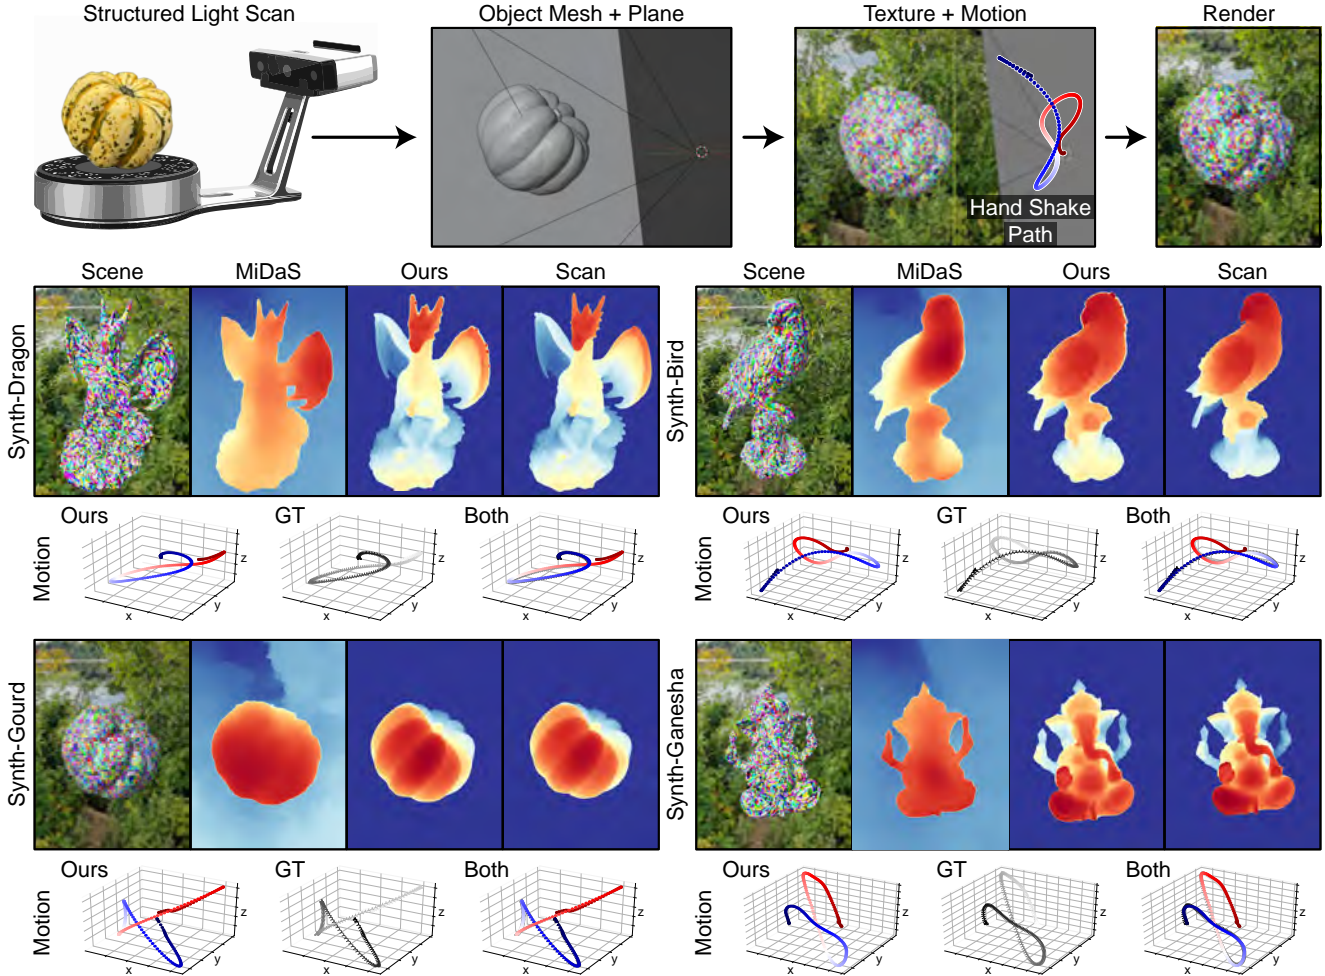 Structured Light Scan
Object Mesh + Plane
Texture + Motion
Render
Hand Shake
Path
Scene
MiDaS
Ours
Scan
Scene
MiDaS
Ours
Scan
Synth-Dragon
Synth-Bird
Motion
Ours
x
y
z
GT
x
y
z
Both
x
y
z
Motion
Ours
x
y
z
GT
x
y
z
Both
x
y
z
Synth-Gourd
Synth-Ganesha
Motion
Ours
x
y
z
GT
x
y
z
Both
x
y
z
Motion
Ours
x
y
z
GT
x
y
z
Both
x
y
z